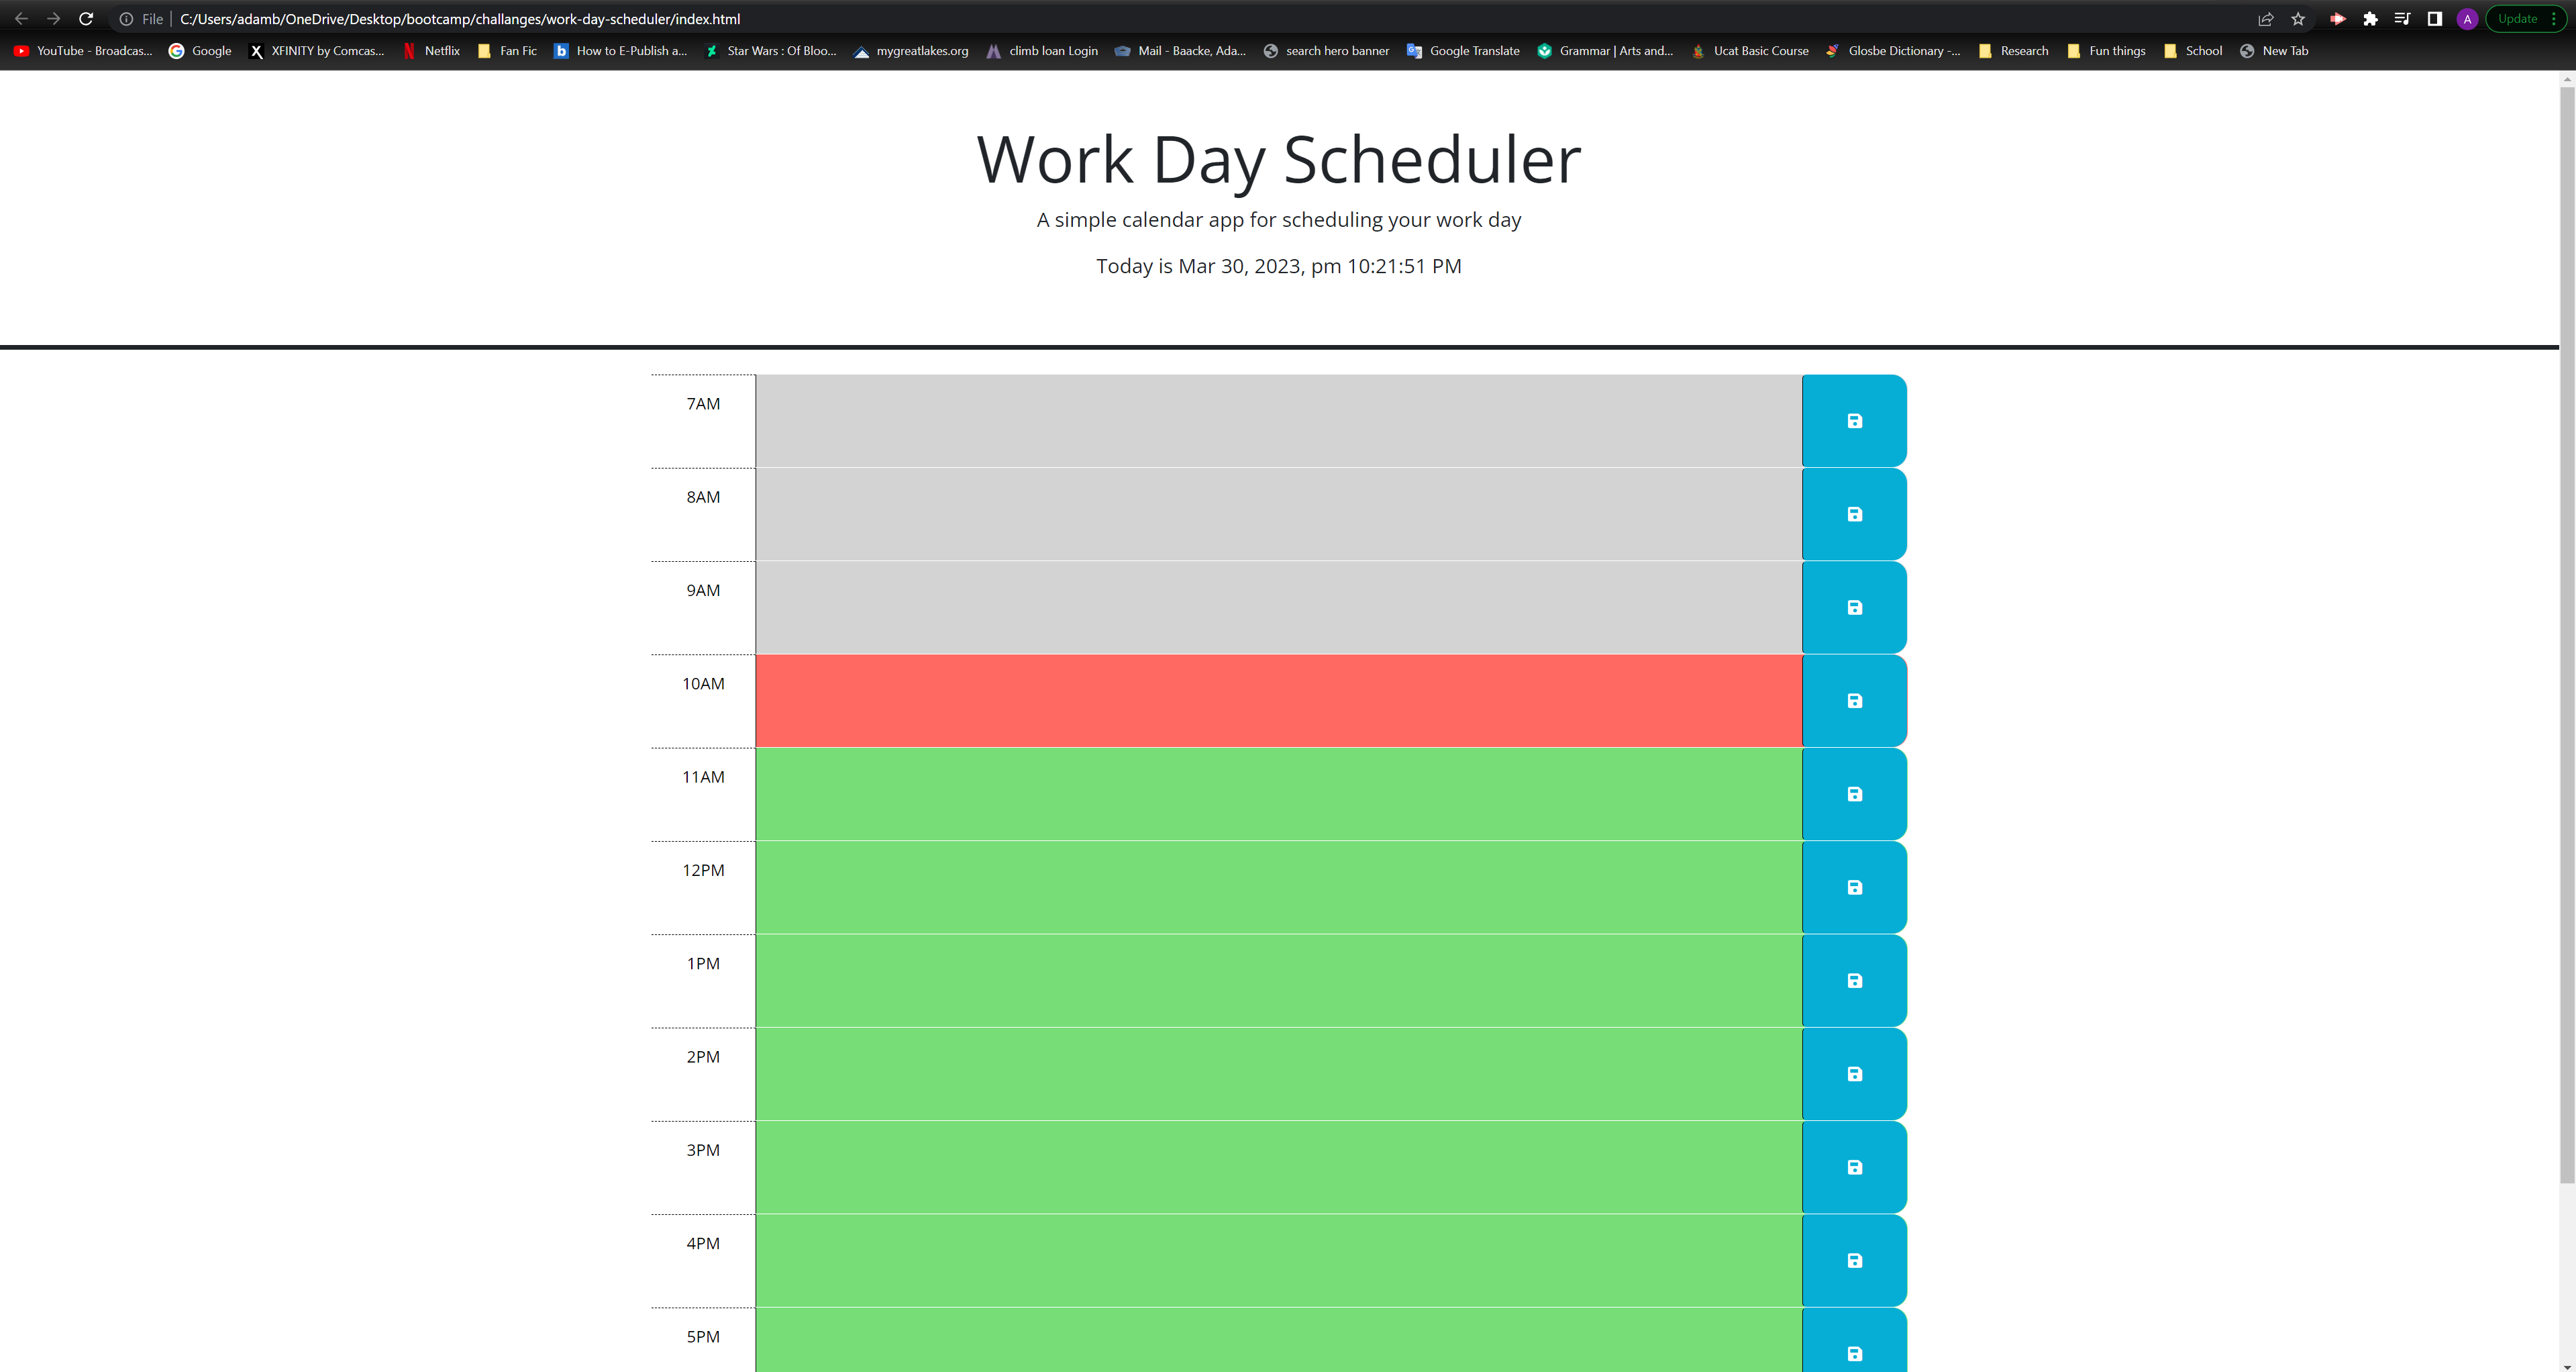 File C:/Users/adamb/OneDrive/Desktop/bootcamp/challanges/work-day-scheduler/index.html A Update
YouTube - Broadcas... Google XFINITY by Comcas... Netflix Fan Fic How to E-Publish a... Star Wars : Of Bloo... mygreatlakes.org climb loan Login Mail - Baacke, Ada... search hero banner Google Translate Grammar | Arts and... Ucat Basic Course Glosbe Dictionary -... Research Fun things School New Tab
Work Day Scheduler
A simple calendar app for scheduling your work day
Today is Mar 30, 2023, pm 10:21:51 PM
7AM
8AM
9AM
10AM
11AM
12PM
1PM
2PM
3PM
4PM
5PM